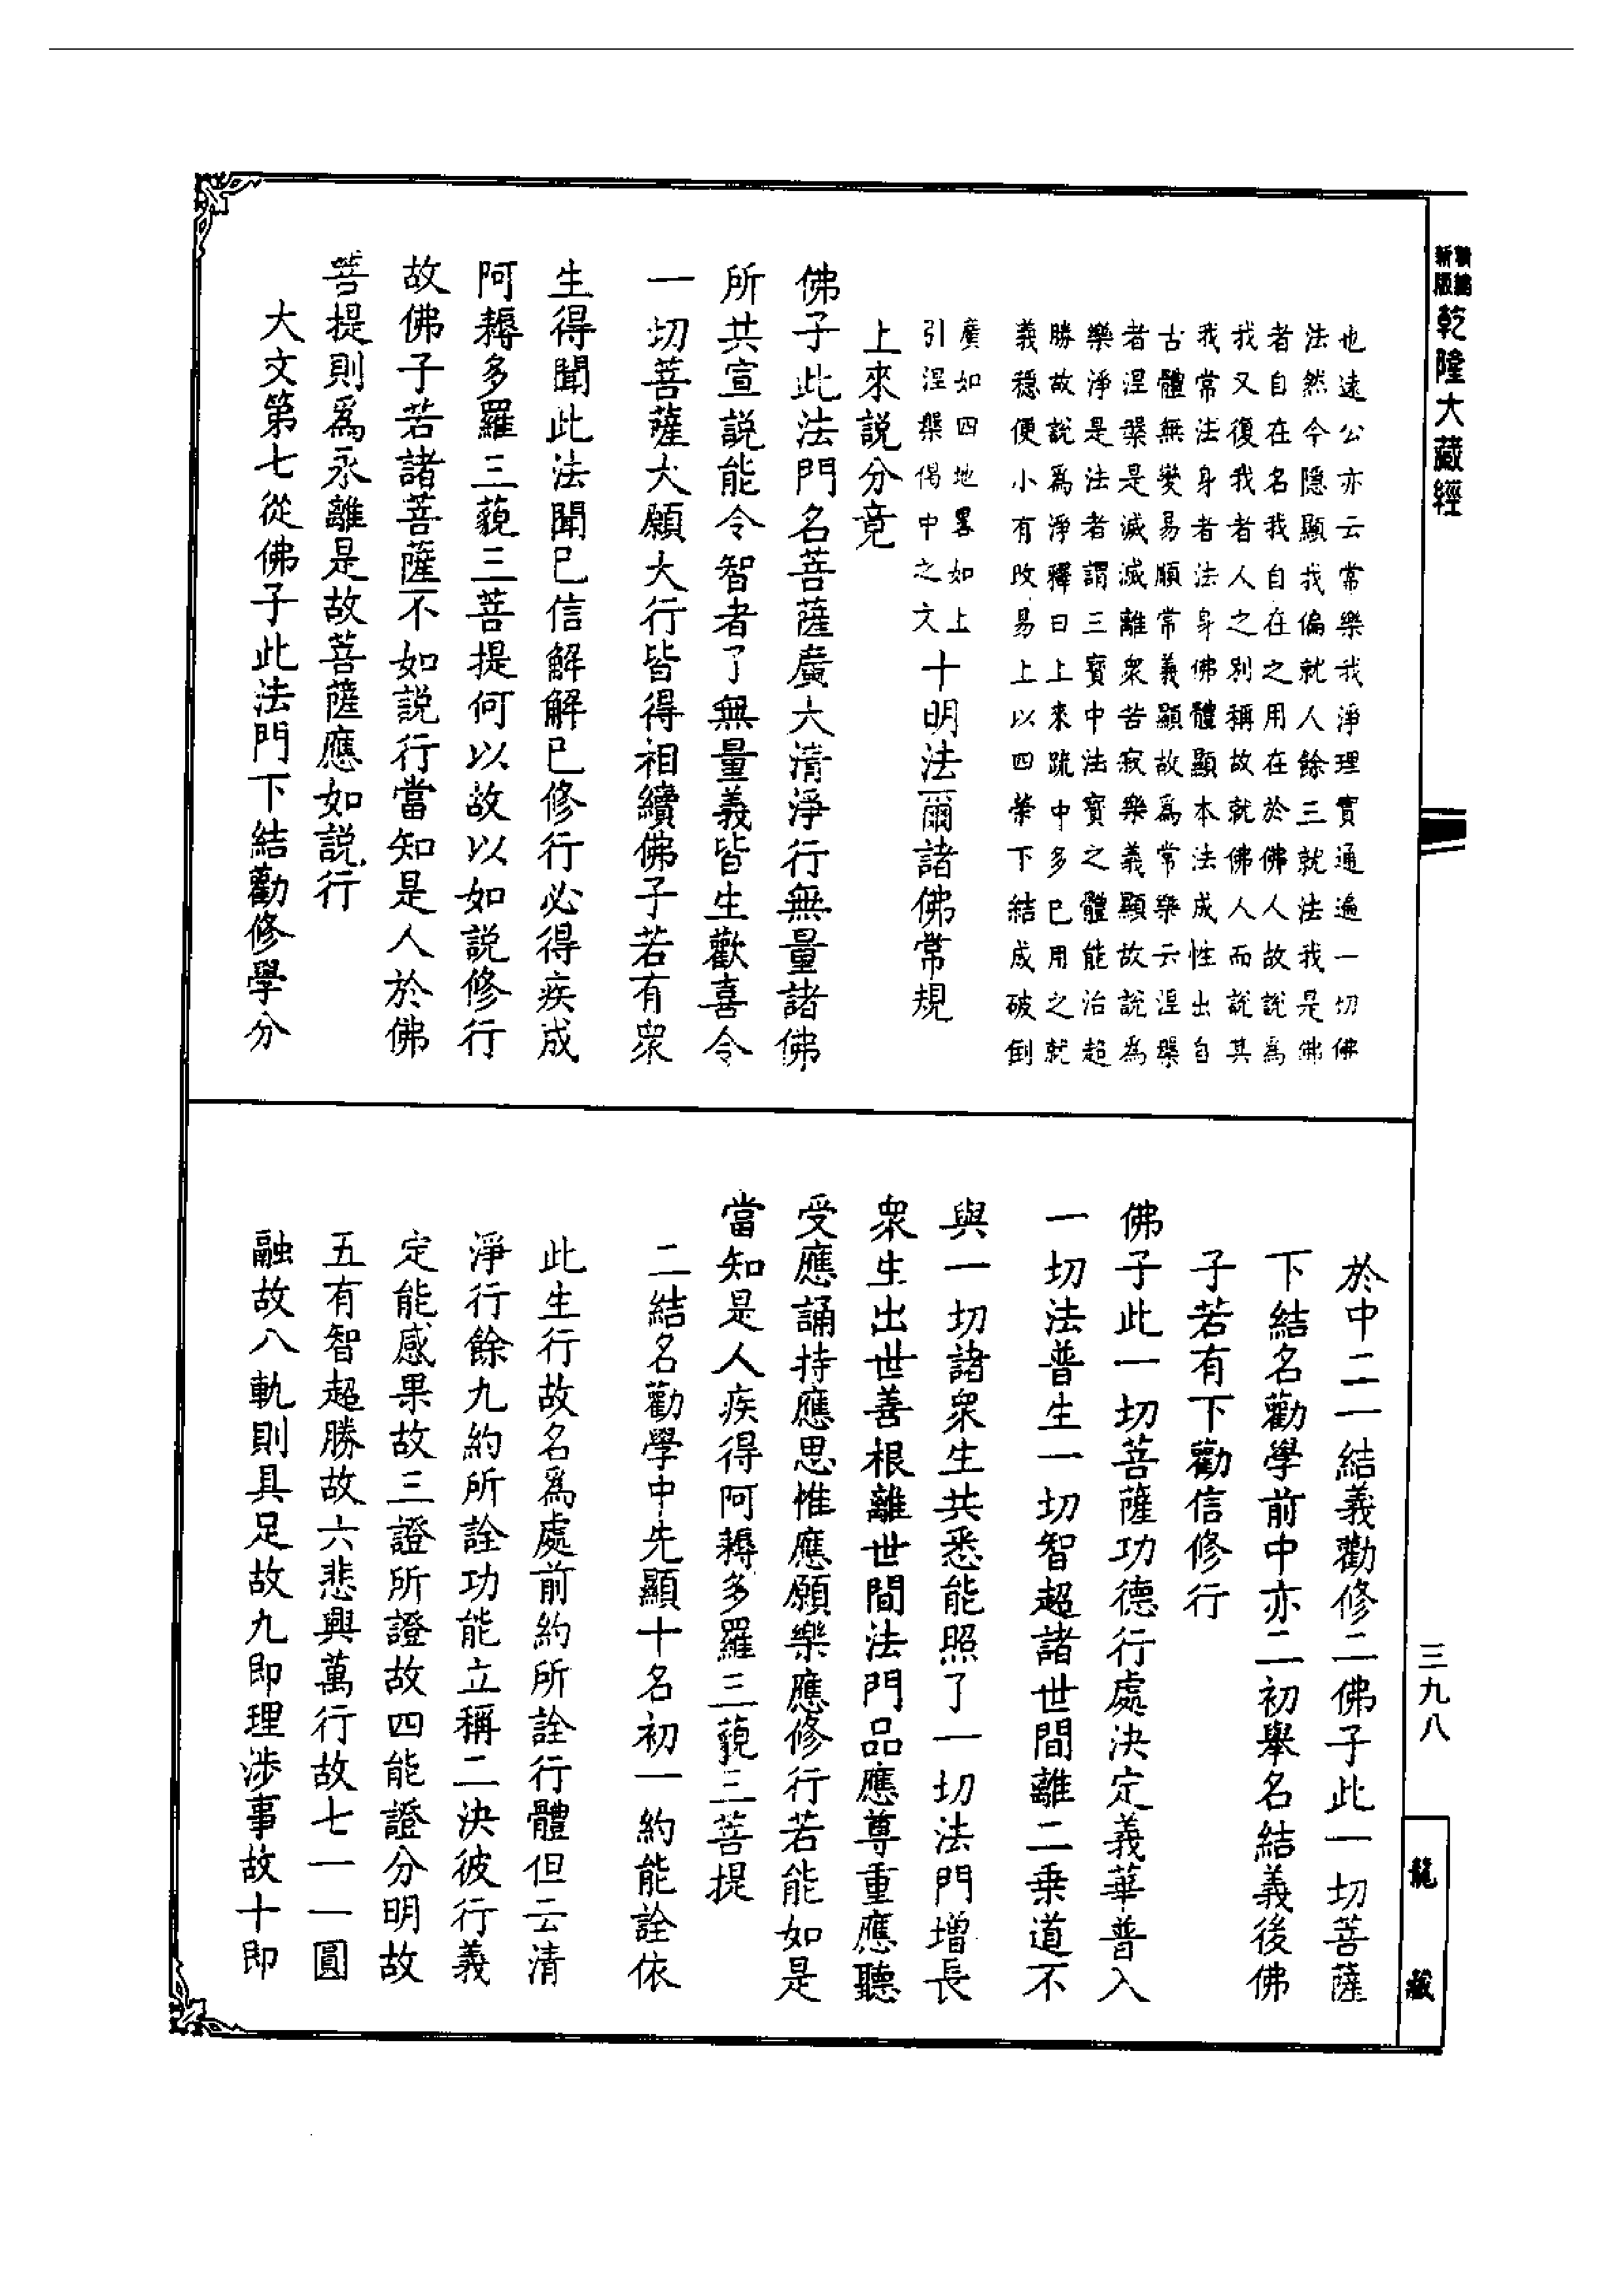 新編
新版
乾隆大藏經
也遠公亦云常樂我淨理實通遍一切佛
法然今隱顯我偏就人餘三就法我是佛
者自在名我自在之用在於佛人故說為
我又復我者人之別稱故就佛人而說其
我常法身者法身佛體顯本法成性出自
古體無變易順常義顯故為常樂云涅槃
者涅槃是滅滅離衆苦寂樂義顯故說為
樂淨是法者謂三寶中法寶之體能治超
勝故說爲淨釋曰上來疏中多已用之就
義穩便小有改易上以四榮下結成破倒
廣如四地畧如上
引涅槃偈中之文
十明法爾諸佛常規
上來説分竟
佛子此法門名菩薩廣大清淨行無量諸佛
所共宣説能令智者了無量義皆生歡喜令
一切菩薩大願大行皆得相續佛子若有衆
生得聞此法聞已信解解已修行必得疾成
阿耨多羅三藐三菩提何以故以如説修行
故佛子若諸菩薩不如説行當知是人於佛
菩提則爲永離是故菩薩應如説行
大文第七從佛子此法門下結勸修學分
於中二一結義勸修二佛子此一切菩薩
下結名勸學前中亦二初舉名結義後佛
子若有下勸信修行
佛子此一切菩薩功德行處決定義華普入
一切法普生一切智超諸世間離二乗道不
與一切諸衆生共悉能照了一切法門增長
衆生出世善根離世間法門品應尊重應聽
受應誦持應思惟應願樂應修行若能如是
當知是人疾得阿耨多羅三藐三菩提
二結名勸學中先顯十名初一約能詮依
此生行故名爲處前約所詮行體但云清
淨行餘九約所詮功能立稱二決彼行義
定能感果故三證所證故四能證分明故
五有智超勝故六悲興萬行故七一一圓
融故八軌則具足故九即理涉事故十即
三九八
龍藏